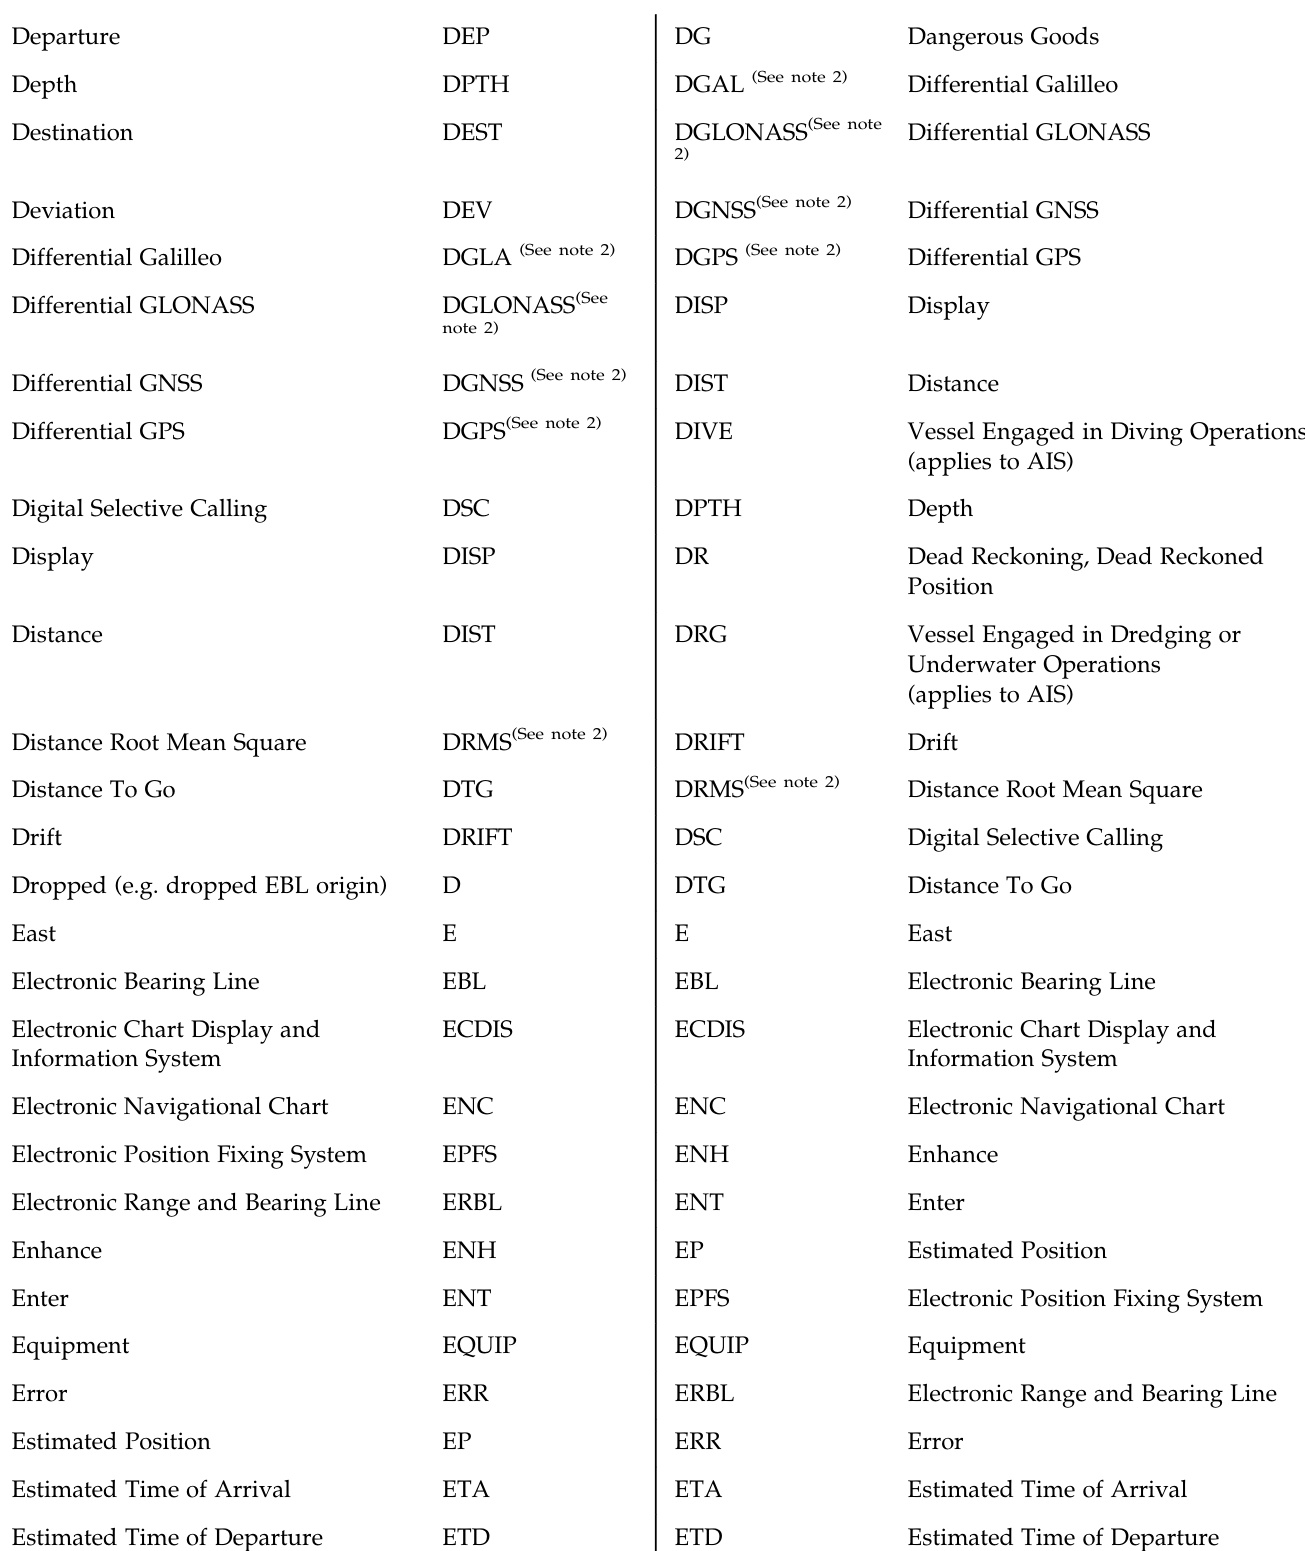 Departure DEP DG Dangerous Goods
Depth DPTH DGAL (See note 2) Differential Galilleo
Destination DEST DGLONASS(See note Differential GLONASS
2)
Deviation DEV DGNSS(See note 2) Differential GNSS
Differential Galilleo DGLA (See note 2) DGPS (See note 2) Differential GPS
Differential GLONASS DGLONASS(See DISP Display
note 2)
Differential GNSS DGNSS (See note 2) DIST Distance
Differential GPS DGPS(See note 2) DIVE Vessel Engaged in Diving Operations
(applies to AIS)
Digital Selective Calling DSC DPTH Depth
Display DISP DR Dead Reckoning, Dead Reckoned
Position
Distance DIST DRG Vessel Engaged in Dredging or
Underwater Operations
(applies to AIS)
Distance Root Mean Square DRMS(See note 2) DRIFT Drift
Distance To Go DTG DRMS(See note 2) Distance Root Mean Square
Drift DRIFT DSC Digital Selective Calling
Dropped (e.g. dropped EBL origin) D DTG Distance To Go
East E E East
Electronic Bearing Line EBL EBL Electronic Bearing Line
Electronic Chart Display and ECDIS ECDIS Electronic Chart Display and
Information System Information System
Electronic Navigational Chart ENC ENC Electronic Navigational Chart
Electronic Position Fixing System EPFS ENH Enhance
Electronic Range and Bearing Line ERBL ENT Enter
Enhance ENH EP Estimated Position
Enter ENT EPFS Electronic Position Fixing System
Equipment EQUIP EQUIP Equipment
Error ERR ERBL Electronic Range and Bearing Line
Estimated Position EP ERR Error
Estimated Time of Arrival ETA ETA Estimated Time of Arrival
Estimated Time of Departure ETD ETD Estimated Time of Departure